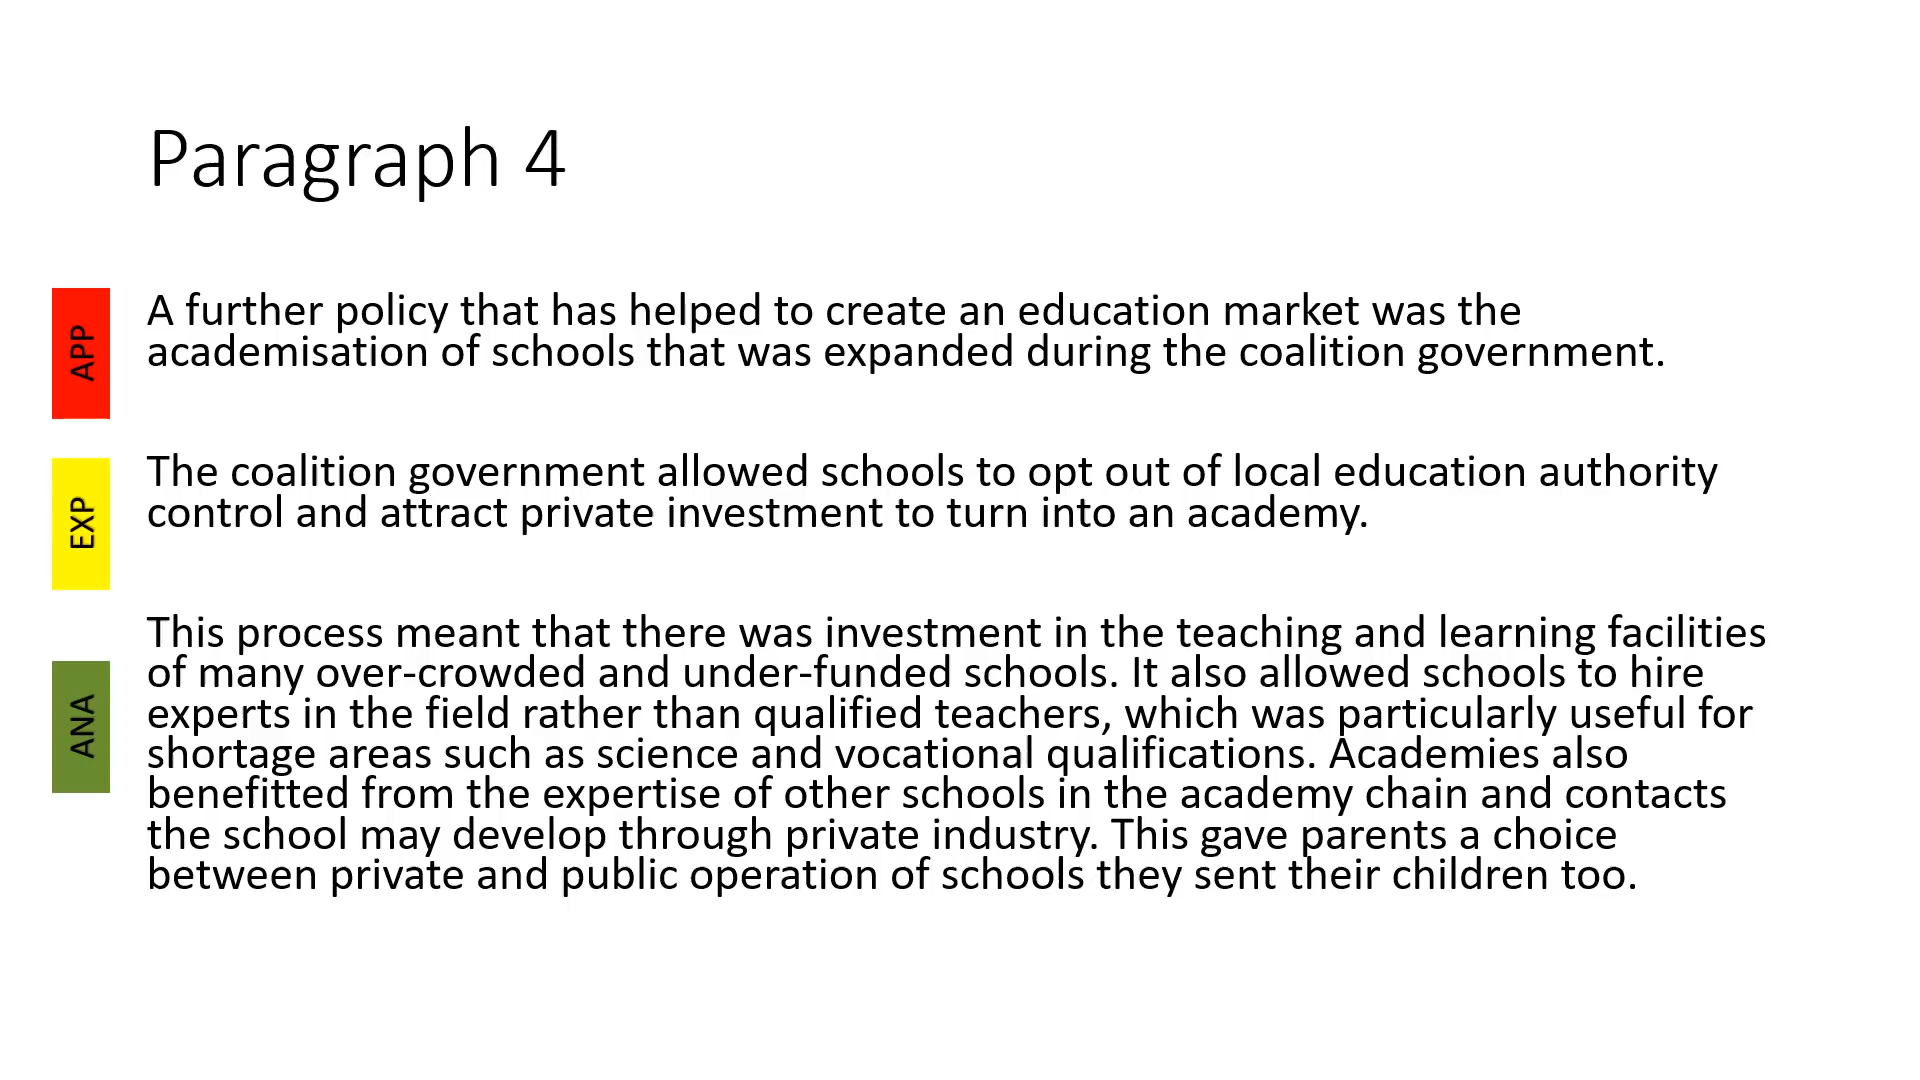 Paragraph 4
APP
A further policy that has helped to create an education market was the
academisation of schools that was expanded during the coalition government.
EXP
The coalition government allowed schools to opt out of local education authority
control and attract private investment to turn into an academy.
ANA
This process meant that there was investment in the teaching and learning facilities
of many over-crowded and under-funded schools. It also allowed schools to hire
experts in the field rather than qualified teachers, which was particularly useful for
shortage areas such as science and vocational qualifications. Academies also
benefitted from the expertise of other schools in the academy chain and contacts
the school may develop through private industry. This gave parents a choice
between private and public operation of schools they sent their children too.